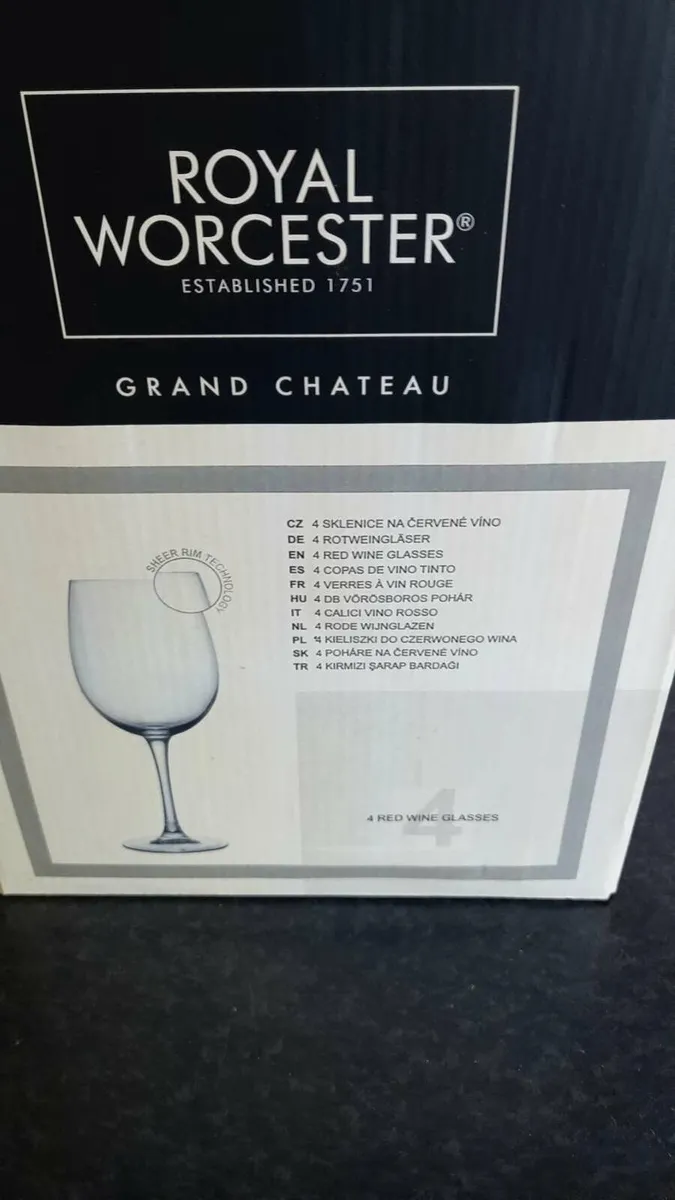 ROYAL
WORCESTER®
ESTABLISHED 1751
GRAND CHATEAU
SHEER RIM TECHNOLOGY
CZ 4 SKLENICE NA ČERVENÉ VÍNO
DE 4 ROTWEINGLÄSER
EN 4 RED WINE GLASSES
ES 4 COPAS DE VINO TINTO
FR 4 VERRES À VIN ROUGE
HU 4 DB VÖRÖSBOROS POHÁR
IT 4 CALICI VINO ROSSO
NL 4 RODE WIJNGLAZEN
PL 4 KIELISZKI DO CZERWONEGO WINA
SK 4 POHÁRE NA ČERVENÉ VÍNO
TR 4 KIRMIZI ŞARAP BARDAĞI
4
4 RED WINE GLASSES